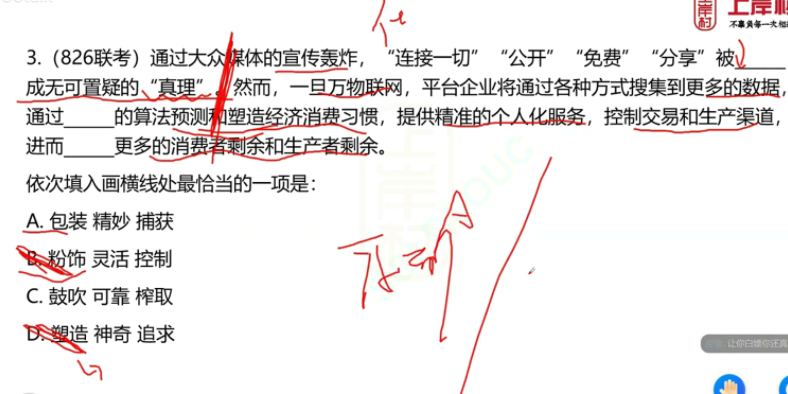 上岸村
不辜负每一次相
3.（826联考）通过大众媒体的宣传轰炸，“连接一切”“公开”“免费”“分享”被______
成无可置疑的“真理”。然而，一旦万物联网，平台企业将通过各种方式搜集到更多的数据，
通过______的算法预测和塑造经济消费习惯，提供精准的个人化服务，控制交易和生产渠道，
进而______更多的消费者剩余和生产者剩余。
依次填入画横线处最恰当的一项是：
A. 包装 精妙 捕获
B. 粉饰 灵活 控制
C. 鼓吹 可靠 榨取
D. 塑造 神奇 追求
让你白嫖你还真